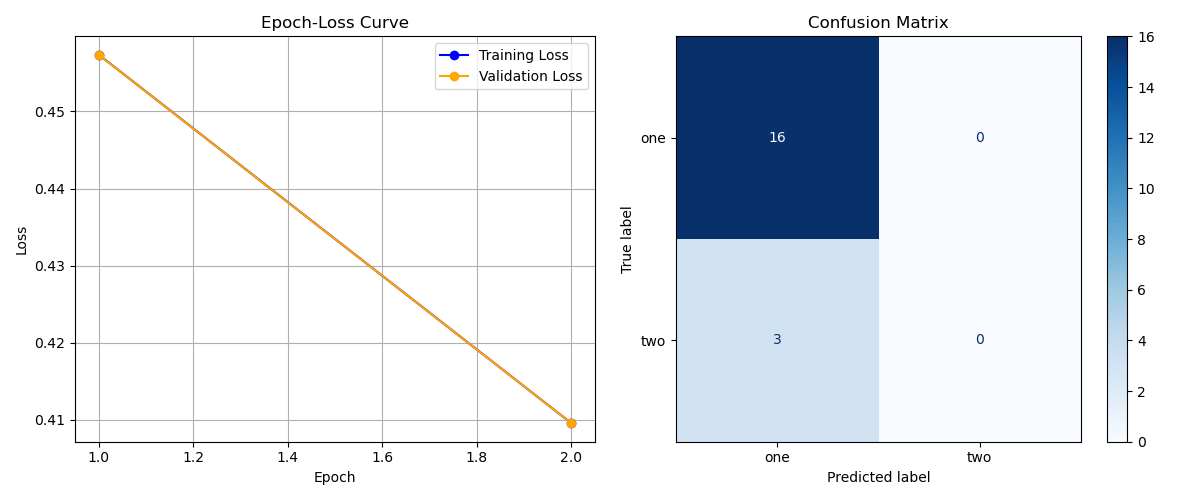 Epoch-Loss Curve
Training Loss
Validation Loss
0.45
0.44
0.43
0.42
0.41
Loss
1.0 1.2 1.4 1.6 1.8 2.0
Epoch
Confusion Matrix
one 16 0
two 3 0
True label
one two
Predicted label
16
14
12
10
8
6
4
2
0